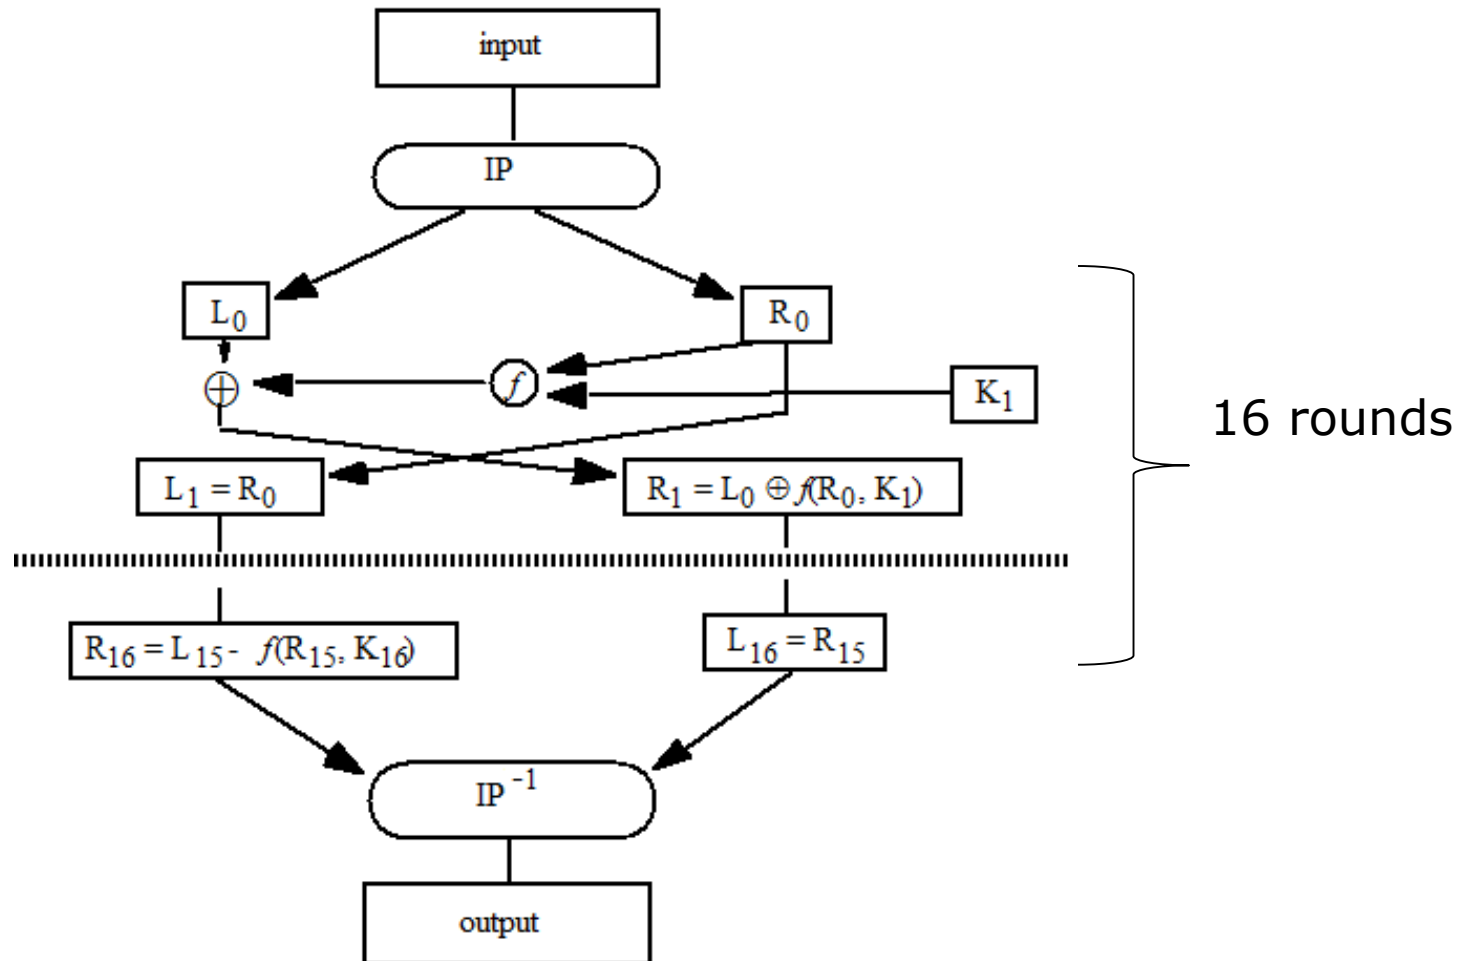 input
IP
L₀
R₀
⊕
f
K₁
16 rounds
L₁ = R₀
R₁ = L₀ ⊕ f(R₀, K₁)
R₁₆ = L₁₅ - f(R₁₅, K₁₆)
L₁₆ = R₁₅
IP⁻¹
output